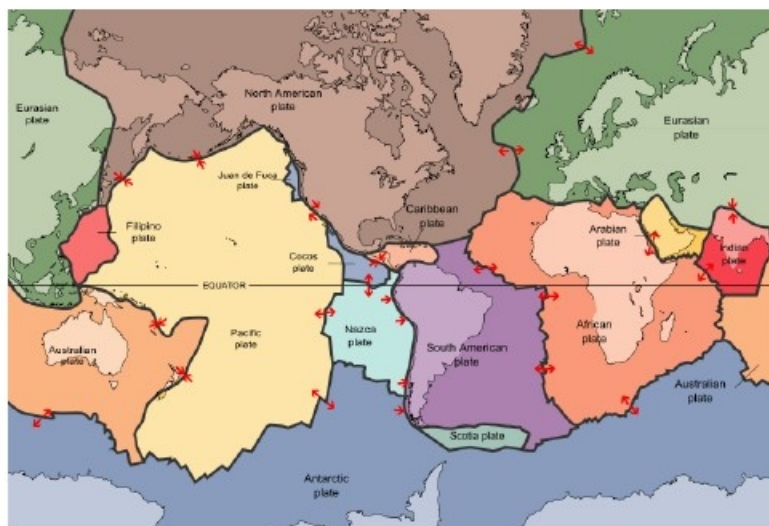 North American
plate
Eurasian
plate
Eurasian
plate
Juan de Fuca
plate
Caribbean
plate
Filipino
plate
Arabian
plate
Indian
plate
Cocos
plate
EQUATOR
Australian
plate
Pacific
plate
Nazca
plate
South American
plate
African
plate
Australian
plate
Scotia plate
Antarctic
plate